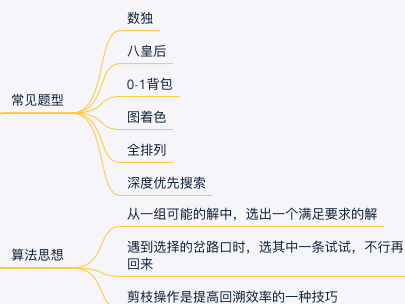 数独
八皇后
0-1背包
常见题型
图着色
全排列
深度优先搜索
从一组可能的解中，选出一个满足要求的解
遇到选择的岔路口时，选其中一条试试，不行再
回来
算法思想
剪枝操作是提高回溯效率的一种技巧